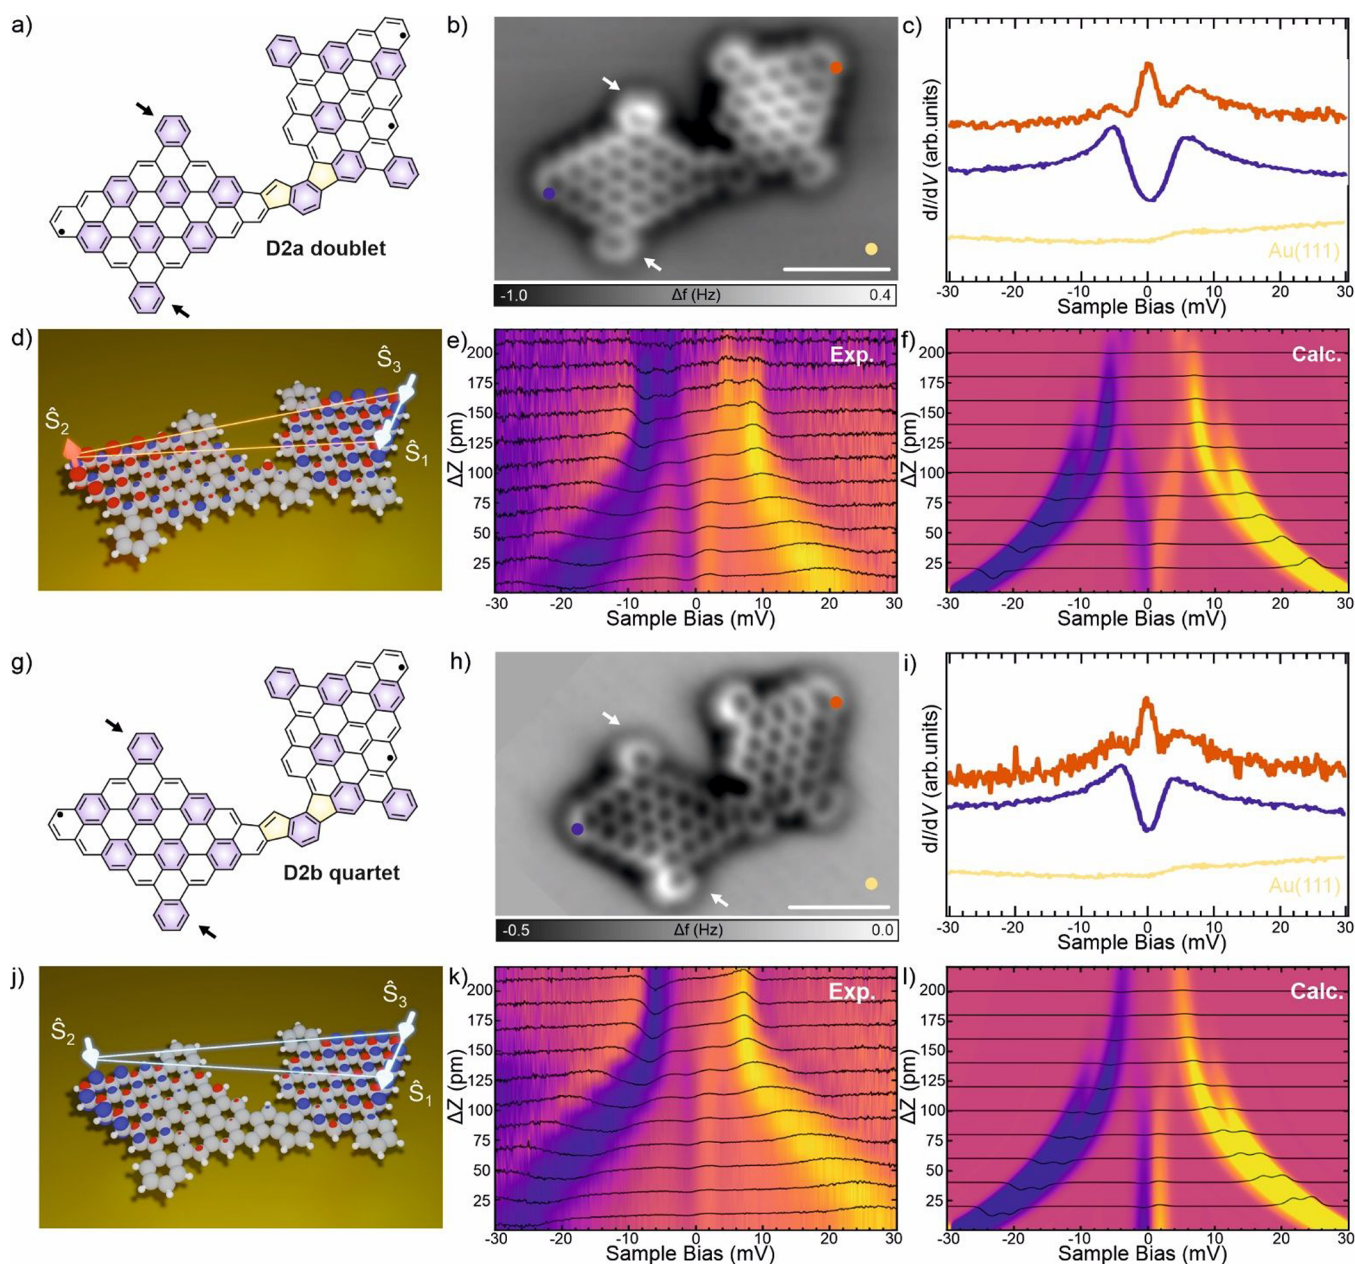 a)
D2a doublet
b)
-1.0 Δf (Hz) 0.4
c)
dI/dV (arb.units)
Au(111)
-30 -20 -10 0 10 20 30
Sample Bias (mV)
d)
Ŝ3
Ŝ2
Ŝ1
e)
Exp.
ΔZ (pm)
200
175
150
125
100
75
50
25
-30 -20 -10 0 10 20 30
Sample Bias (mV)
f)
Calc.
ΔZ (pm)
200
175
150
125
100
75
50
25
-30 -20 -10 0 10 20 30
Sample Bias (mV)
g)
D2b quartet
h)
-0.5 Δf (Hz) 0.0
i)
dI/dV (arb.units)
Au(111)
-30 -20 -10 0 10 20 30
Sample Bias (mV)
j)
Ŝ3
Ŝ2
Ŝ1
k)
Exp.
ΔZ (pm)
200
175
150
125
100
75
50
25
-30 -20 -10 0 10 20 30
Sample Bias (mV)
l)
Calc.
ΔZ (pm)
200
175
150
125
100
75
50
25
-30 -20 -10 0 10 20 30
Sample Bias (mV)